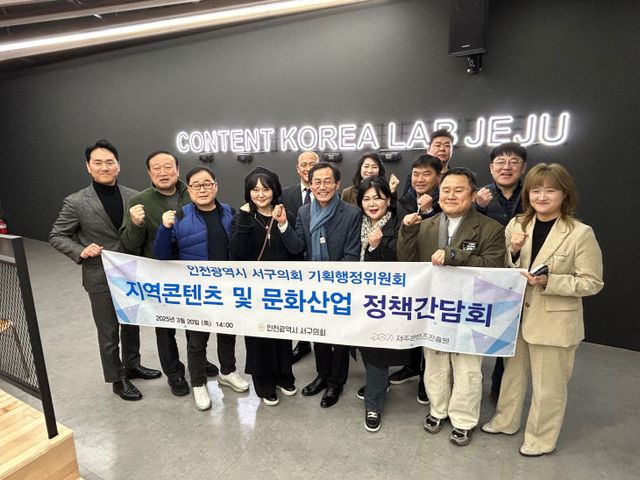 CONTENT KOREA LAB JEJU
인천광역시 서구의회 기획행정위원회
지역콘텐츠 및 문화산업 정책간담회
2025년 3월 20일 (목) 14:00
인천광역시 서구의회
제주콘텐츠진흥원